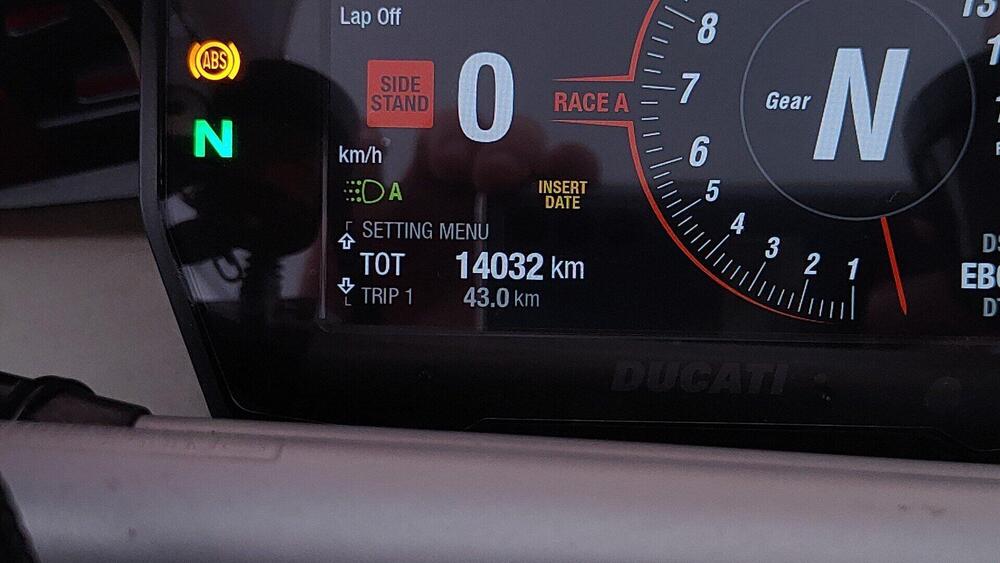 Lap Off
ABS
SIDE
STAND
0
RACE A
N
km/h
A
INSERT
DATE
SETTING MENU
TOT 14032 km
TRIP 1 43.0 km
8
7
6
5
4
3
2
1
Gear N
13
DUCATI